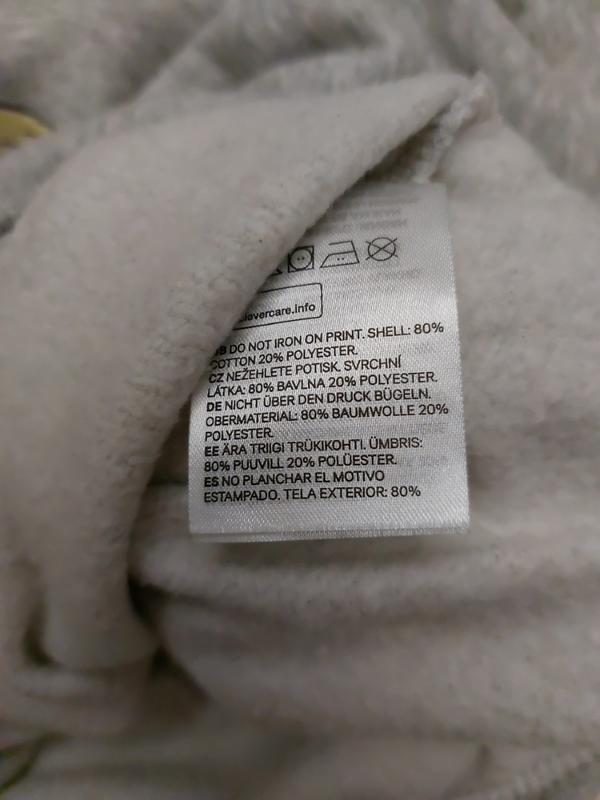 clevercare.info
GB DO NOT IRON ON PRINT. SHELL: 80%
COTTON 20% POLYESTER.
CZ NEŽEHLETE POTISK. SVRCHNÍ
LÁTKA: 80% BAVLNA 20% POLYESTER.
DE NICHT ÜBER DEN DRUCK BÜGELN.
OBERMATERIAL: 80% BAUMWOLLE 20%
POLYESTER.
EE ÄRA TRIIGI TRÜKIKOHTI. ÜMBRIS:
80% PUUVILL 20% POLÜESTER.
ES NO PLANCHAR EL MOTIVO
ESTAMPADO. TELA EXTERIOR: 80%